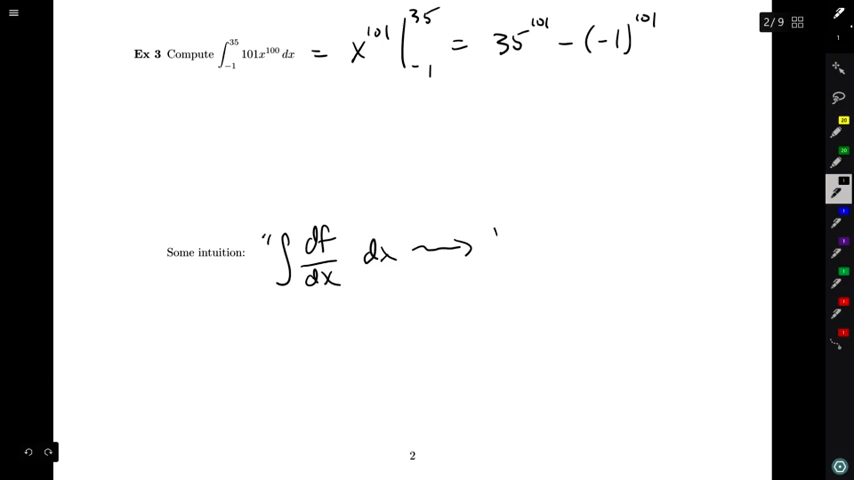 2/9
Ex 3 Compute ∫_{-1}^{35} 101x^{100} dx = x^{101} |_{-1}^{35} = 35^{101} - (-1)^{101}
Some intuition: " ∫ df/dx dx ⟿ '
2